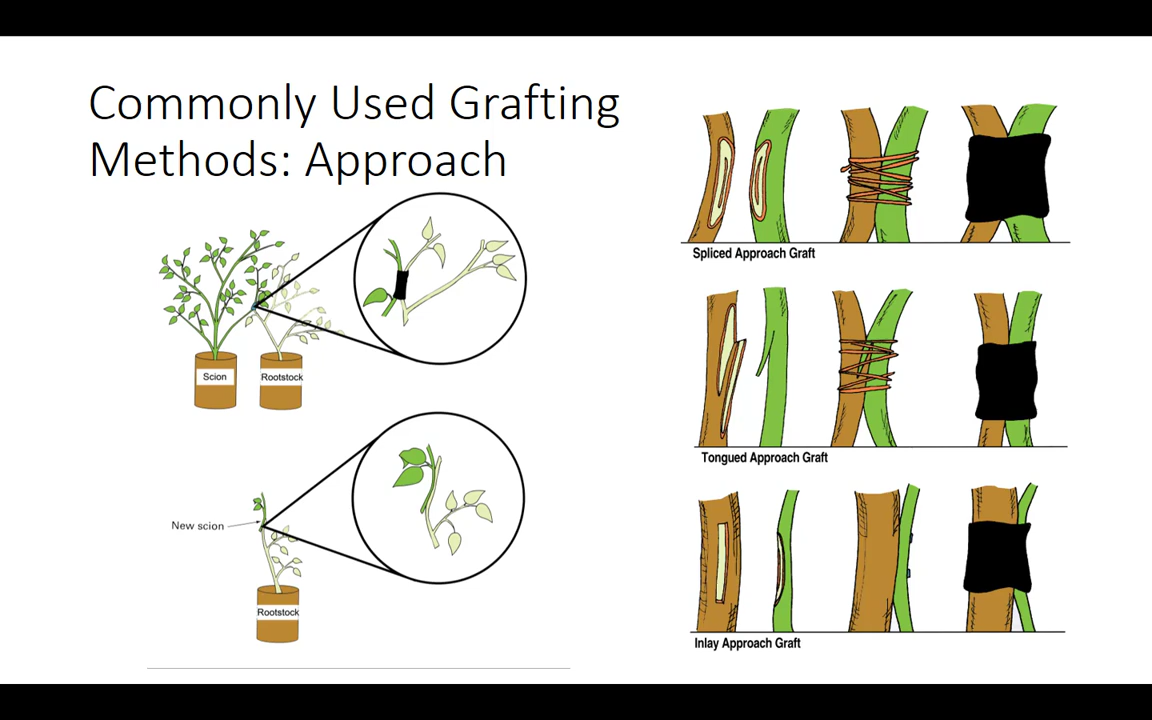 Commonly Used Grafting
Methods: Approach
Scion
Rootstock
New scion
Rootstock
Spliced Approach Graft
Tongued Approach Graft
Inlay Approach Graft